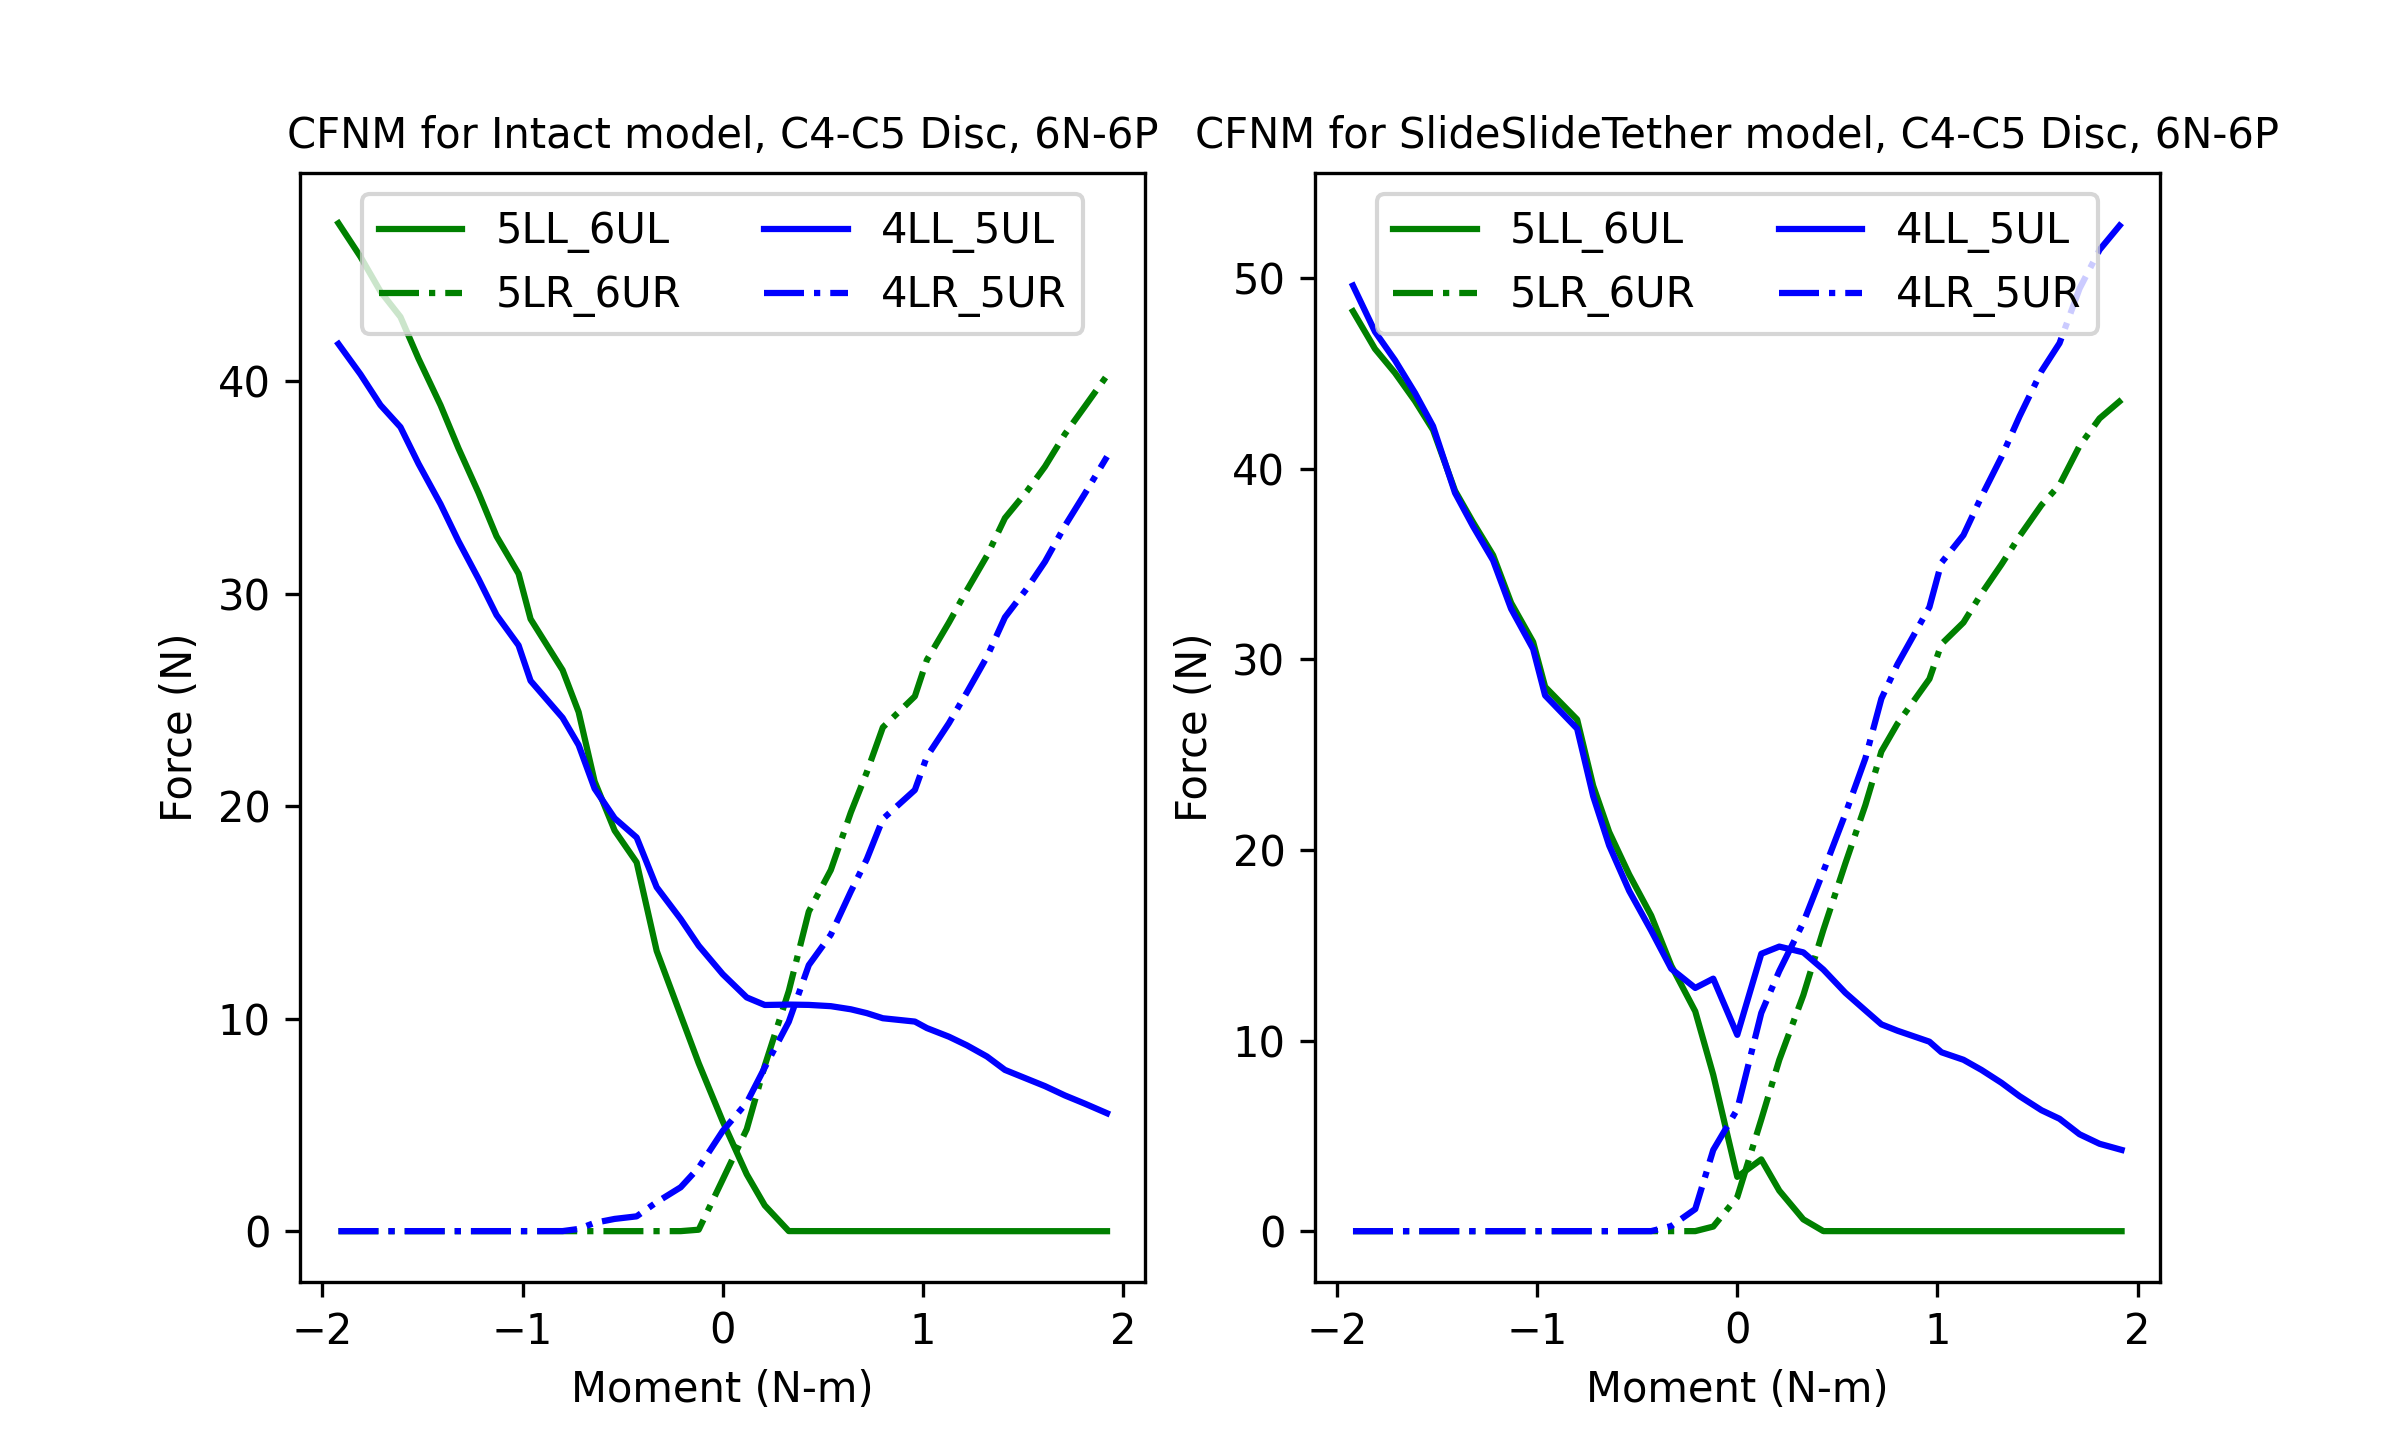 CFNM for Intact model, C4-C5 Disc, 6N-6P
5LL_6UL
5LR_6UR
4LL_5UL
4LR_5UR
40
30
20
10
0
Force (N)
−2
−1
0
1
2
Moment (N-m)
CFNM for SlideSlideTether model, C4-C5 Disc, 6N-6P
5LL_6UL
5LR_6UR
4LL_5UL
4LR_5UR
50
40
30
20
10
0
Force (N)
−2
−1
0
1
2
Moment (N-m)